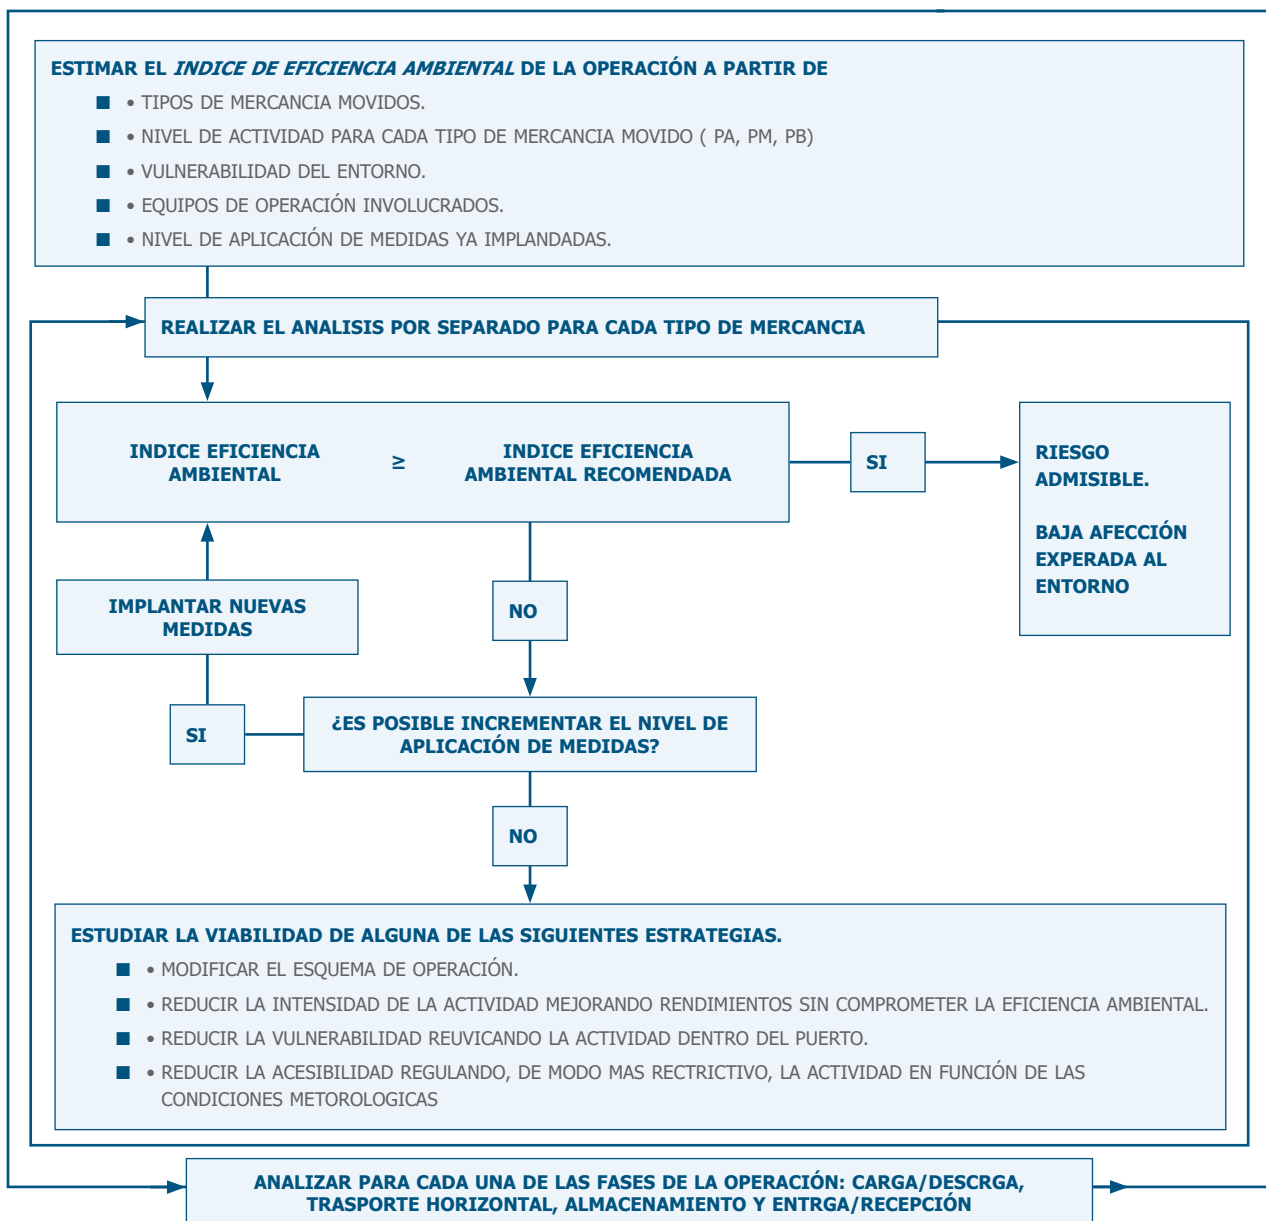 ESTIMAR EL INDICE DE EFICIENCIA AMBIENTAL DE LA OPERACIÓN A PARTIR DE
■ • TIPOS DE MERCANCIA MOVIDOS.
■ • NIVEL DE ACTIVIDAD PARA CADA TIPO DE MERCANCIA MOVIDO ( PA, PM, PB)
■ • VULNERABILIDAD DEL ENTORNO.
■ • EQUIPOS DE OPERACIÓN INVOLUCRADOS.
■ • NIVEL DE APLICACIÓN DE MEDIDAS YA IMPLANDADAS.
REALIZAR EL ANALISIS POR SEPARADO PARA CADA TIPO DE MERCANCIA
INDICE EFICIENCIA
AMBIENTAL
≥
INDICE EFICIENCIA
AMBIENTAL RECOMENDADA
SI
RIESGO
ADMISIBLE.
BAJA AFECCIÓN
EXPERADA AL
ENTORNO
IMPLANTAR NUEVAS
MEDIDAS
NO
SI
¿ES POSIBLE INCREMENTAR EL NIVEL DE
APLICACIÓN DE MEDIDAS?
NO
ESTUDIAR LA VIABILIDAD DE ALGUNA DE LAS SIGUIENTES ESTRATEGIAS.
■ • MODIFICAR EL ESQUEMA DE OPERACIÓN.
■ • REDUCIR LA INTENSIDAD DE LA ACTIVIDAD MEJORANDO RENDIMIENTOS SIN COMPROMETER LA EFICIENCIA AMBIENTAL.
■ • REDUCIR LA VULNERABILIDAD REUVICANDO LA ACTIVIDAD DENTRO DEL PUERTO.
■ • REDUCIR LA ACESIBILIDAD REGULANDO, DE MODO MAS RECTRICTIVO, LA ACTIVIDAD EN FUNCIÓN DE LAS
CONDICIONES METOROLOGICAS
ANALIZAR PARA CADA UNA DE LAS FASES DE LA OPERACIÓN: CARGA/DESCRGA,
TRASPORTE HORIZONTAL, ALMACENAMIENTO Y ENTRGA/RECEPCIÓN